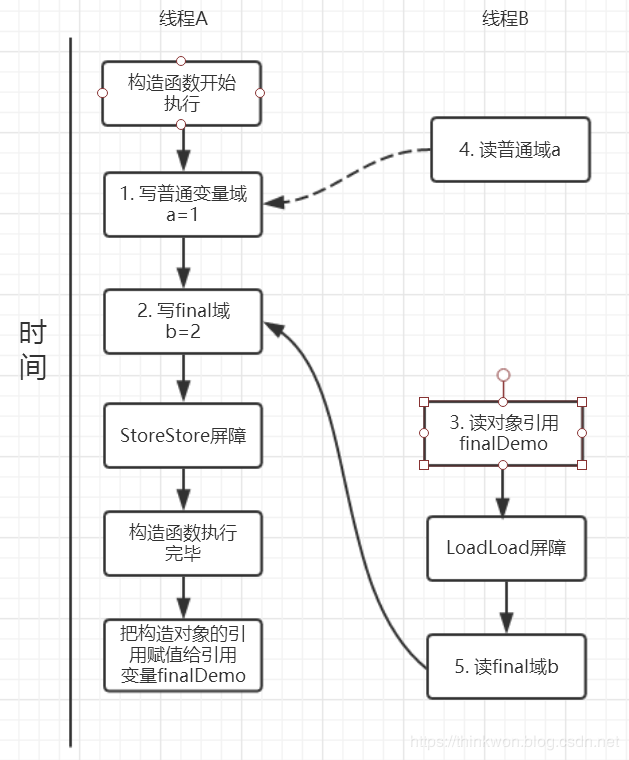 线程A
线程B
构造函数开始
执行
4. 读普通域a
1. 写普通变量域
a=1
2. 写final域
b=2
时
间
3. 读对象引用
finalDemo
StoreStore屏障
构造函数执行
完毕
LoadLoad屏障
把构造对象的引
用赋值给引用
变量finalDemo
5. 读final域b
https://thinkwon.blog.csdn.net